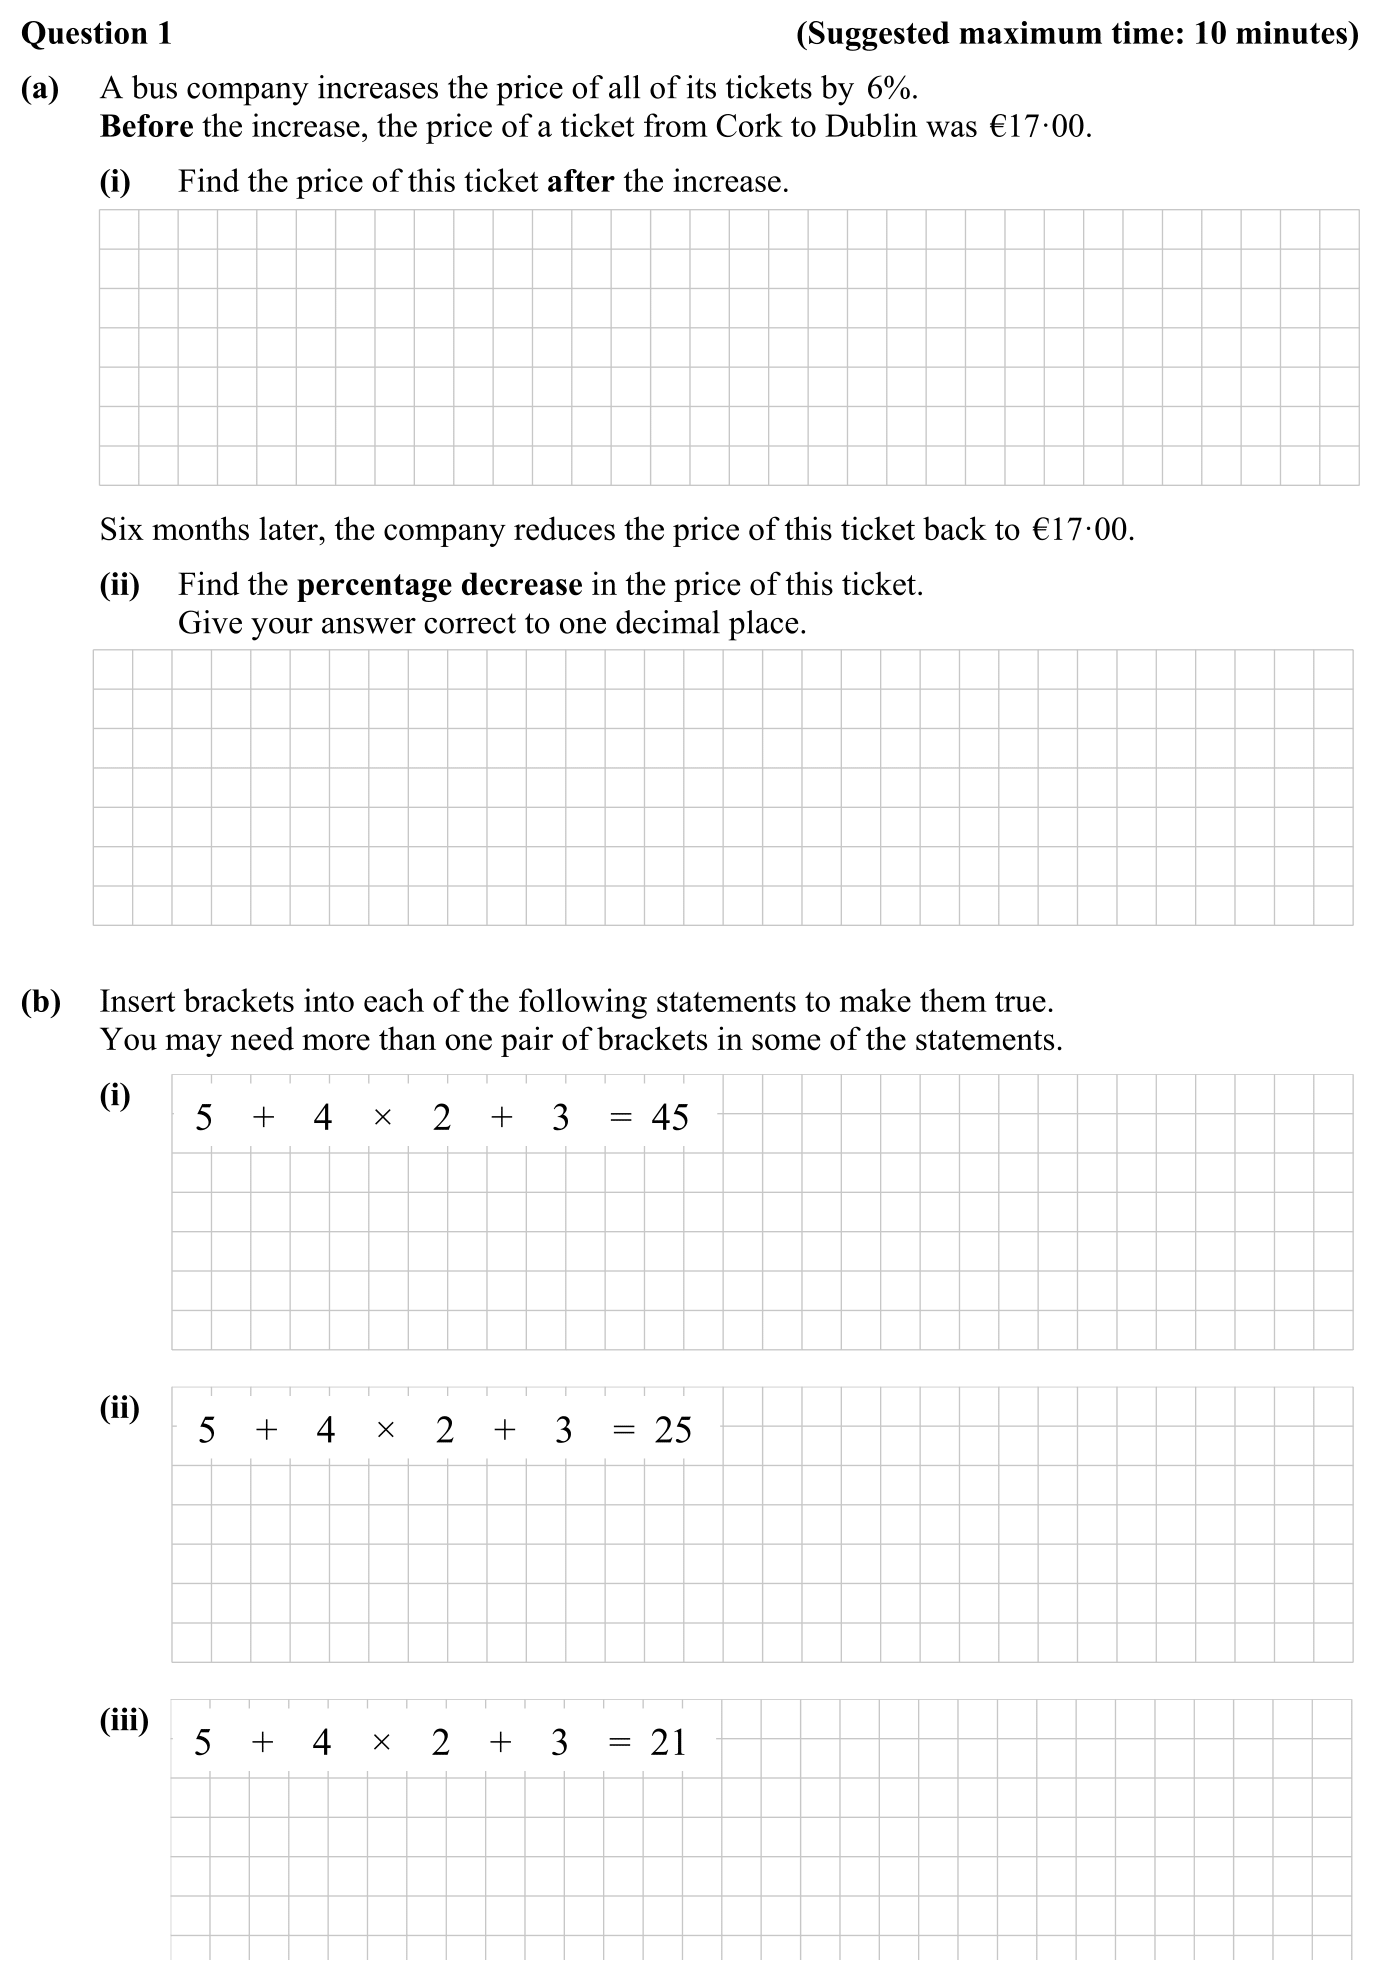 Question 1 (Suggested maximum time: 10 minutes)
(a) A bus company increases the price of all of its tickets by 6%.
Before the increase, the price of a ticket from Cork to Dublin was €17·00.
(i) Find the price of this ticket after the increase.
Six months later, the company reduces the price of this ticket back to €17·00.
(ii) Find the percentage decrease in the price of this ticket.
Give your answer correct to one decimal place.
(b) Insert brackets into each of the following statements to make them true.
You may need more than one pair of brackets in some of the statements.
(i) 5 + 4 × 2 + 3 = 45
(ii) 5 + 4 × 2 + 3 = 25
(iii) 5 + 4 × 2 + 3 = 21